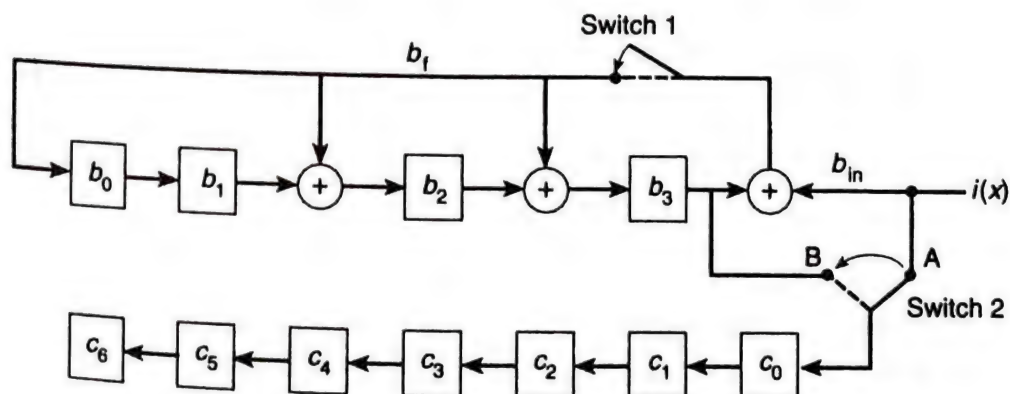 Switch 1
b_f
b_0
b_1
+
b_2
+
b_3
+
b_in
i(x)
B
A
Switch 2
c_6
c_5
c_4
c_3
c_2
c_1
c_0